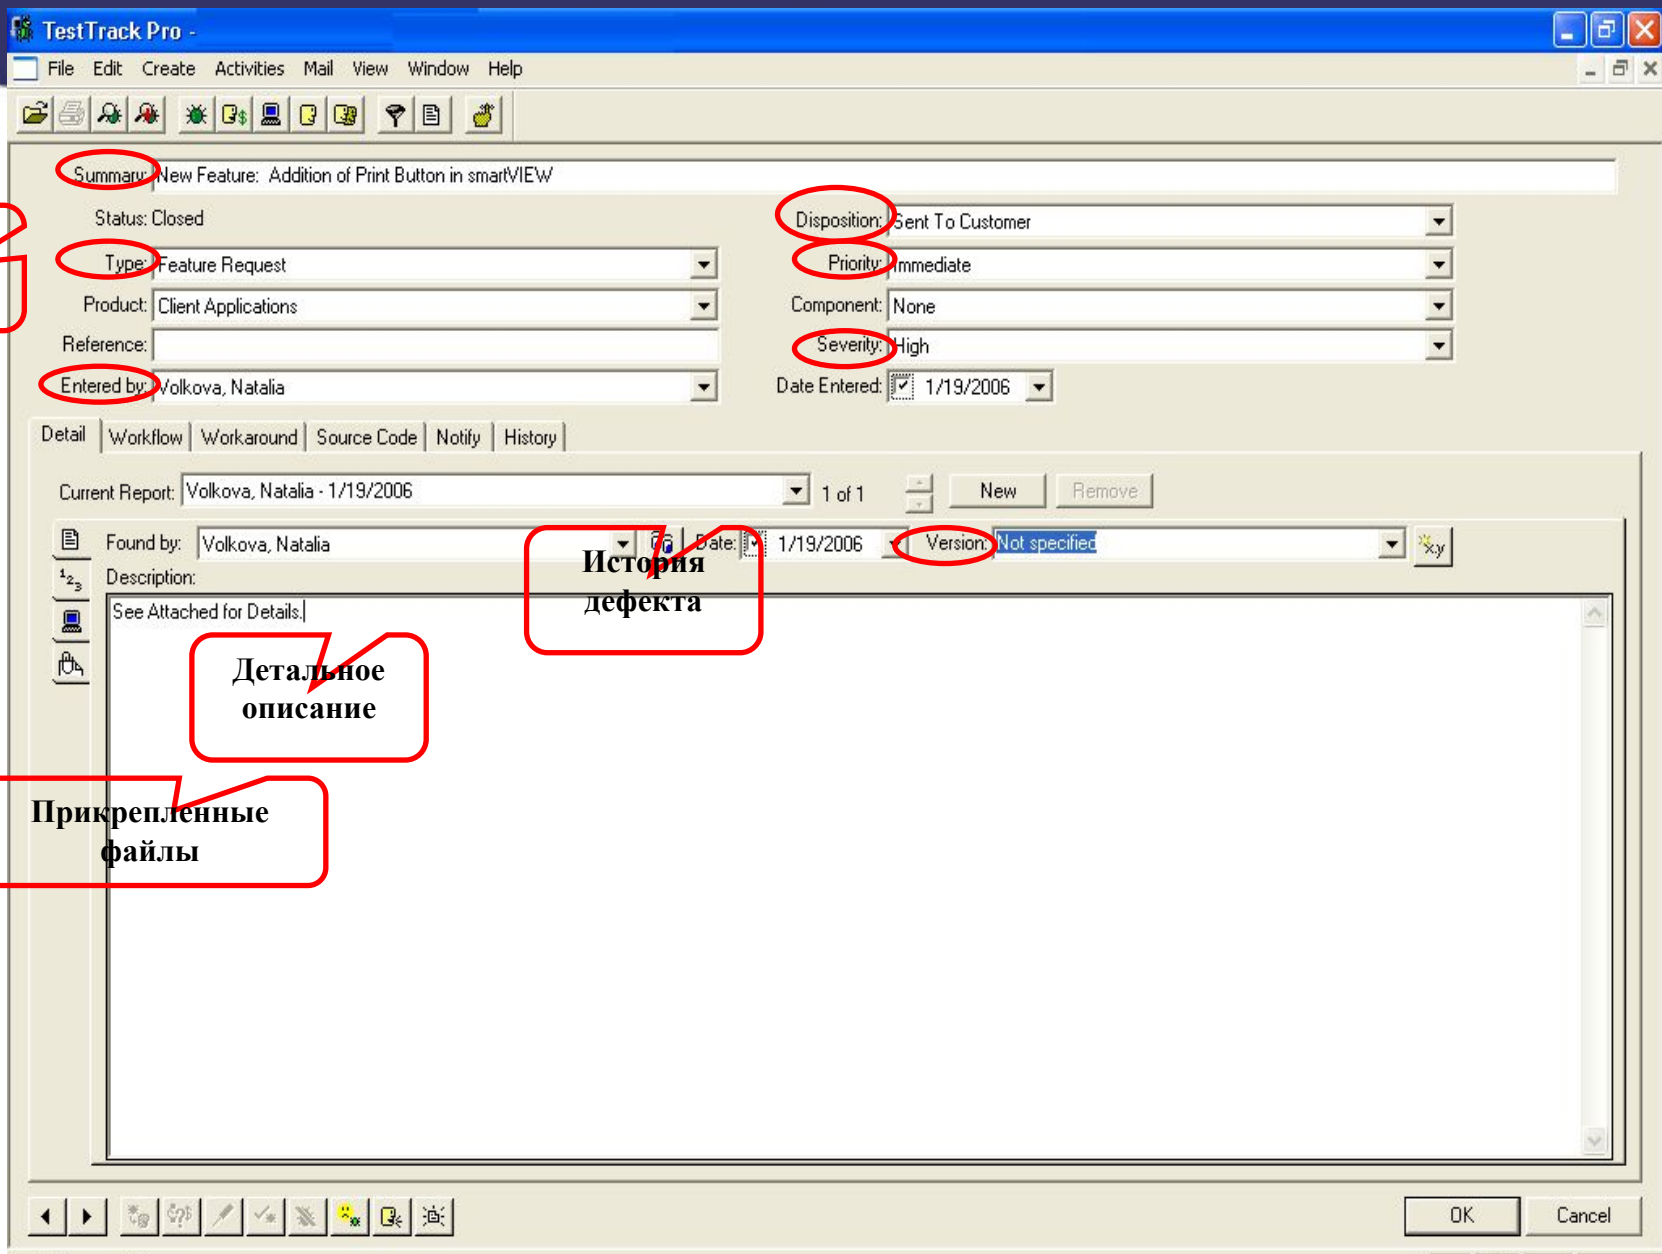 TestTrack Pro -
File Edit Create Activities Mail View Window Help
Summary: New Feature: Addition of Print Button in smartVIEW
Status: Closed
Disposition: Sent To Customer
Type: Feature Request
Priority: Immediate
Product: Client Applications
Component: None
Reference:
Severity: High
Entered by: Volkova, Natalia
Date Entered: 1/19/2006
Detail Workflow Workaround Source Code Notify History
Current Report: Volkova, Natalia - 1/19/2006 1 of 1 New Remove
Found by: Volkova, Natalia Date: 1/19/2006 Version: Not specified x.y
История
дефекта
123
Description:
See Attached for Details.
Детальное
описание
Прикрепленные
файлы
OK Cancel